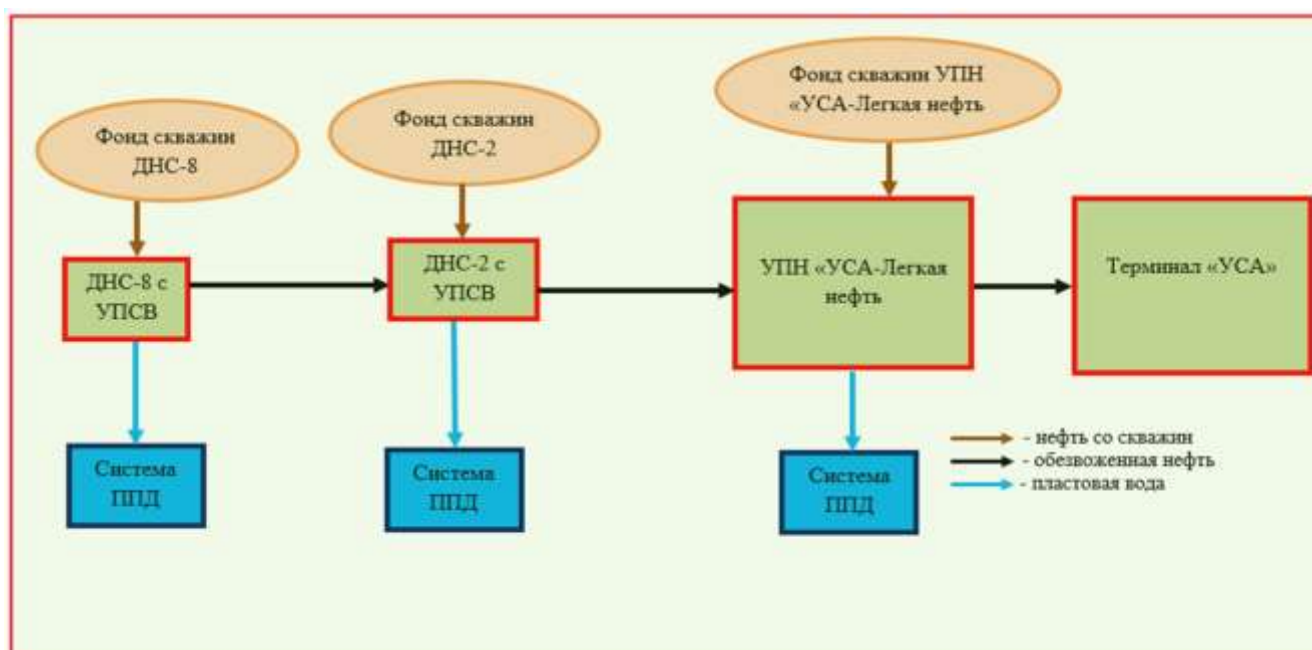 Фонд скважин
ДНС-8
Фонд скважин
ДНС-2
Фонд скважин УПН
«УСА-Легкая нефть
ДНС-8 с
УПСВ
ДНС-2 с
УПСВ
УПН «УСА-Легкая
нефть
Терминал «УСА»
Система
ППД
Система
ППД
Система
ППД
- нефть со скважин
- обезвоженная нефть
- пластовая вода